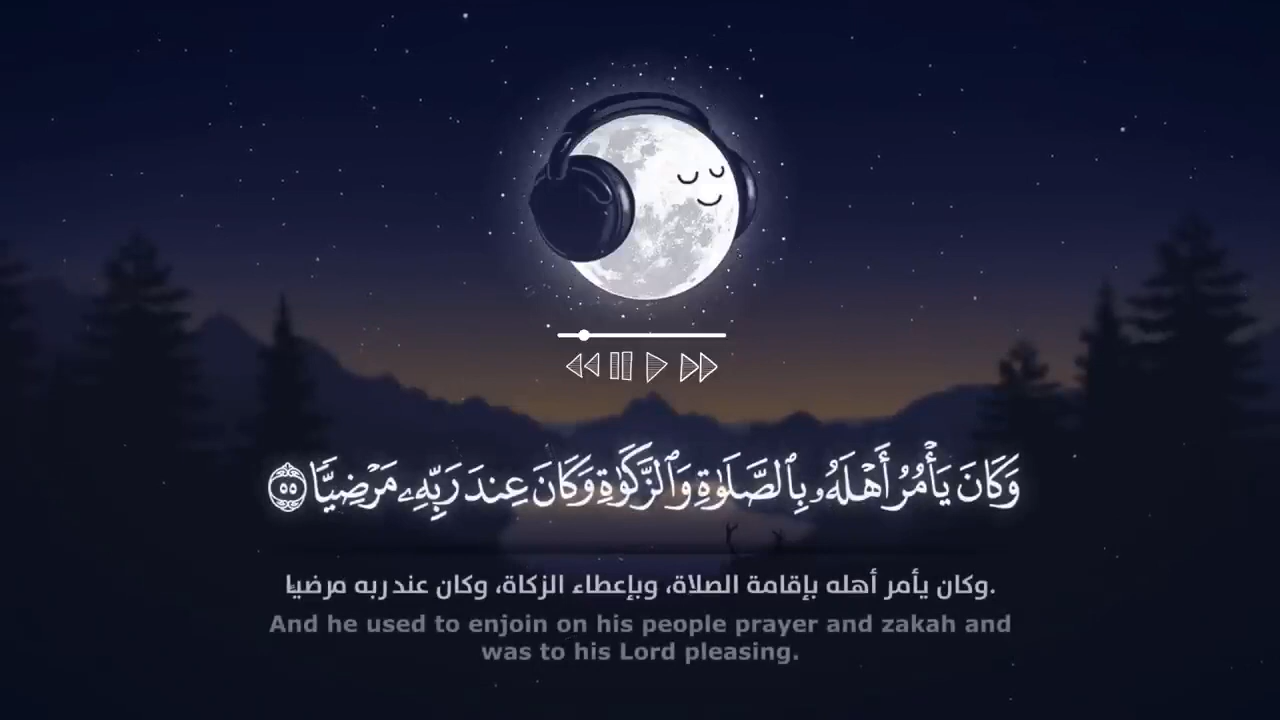 وَكَانَ يَأْمُرُ أَهْلَهُۥ بِٱلصَّلَوٰةِ وَٱلزَّكَوٰةِ وَكَانَ عِندَ رَبِّهِۦ مَرْضِيًّا ٥٥
وكان يأمر أهله بإقامة الصلاة، وبإعطاء الزكاة، وكان عند ربه مرضيا.
And he used to enjoin on his people prayer and zakah and
was to his Lord pleasing.